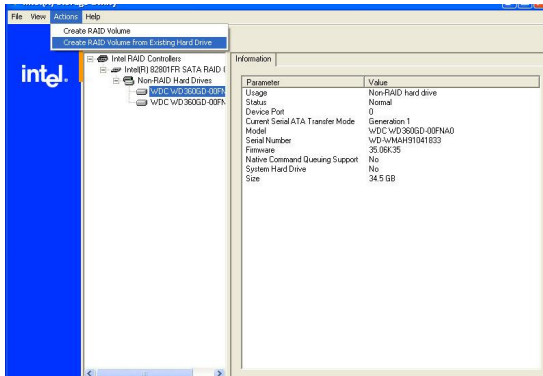 File View Actions Help
Create RAID Volume
Create RAID Volume from Existing Hard Drive
intel.
Intel RAID Controllers
Intel(R) 82801FR SATA RAID
Non-RAID Hard Drives
WDC WD360GD-00FN
WDC WD360GD-00FN
Information
Parameter Value
Usage Non-RAID hard drive
Status Normal
Device Port 0
Current Serial ATA Transfer Mode Generation 1
Model WDC WD360GD-00FNA0
Serial Number WD-WMAH91041833
Firmware 35.06K35
Native Command Queuing Support No
System Hard Drive No
Size 34.5 GB